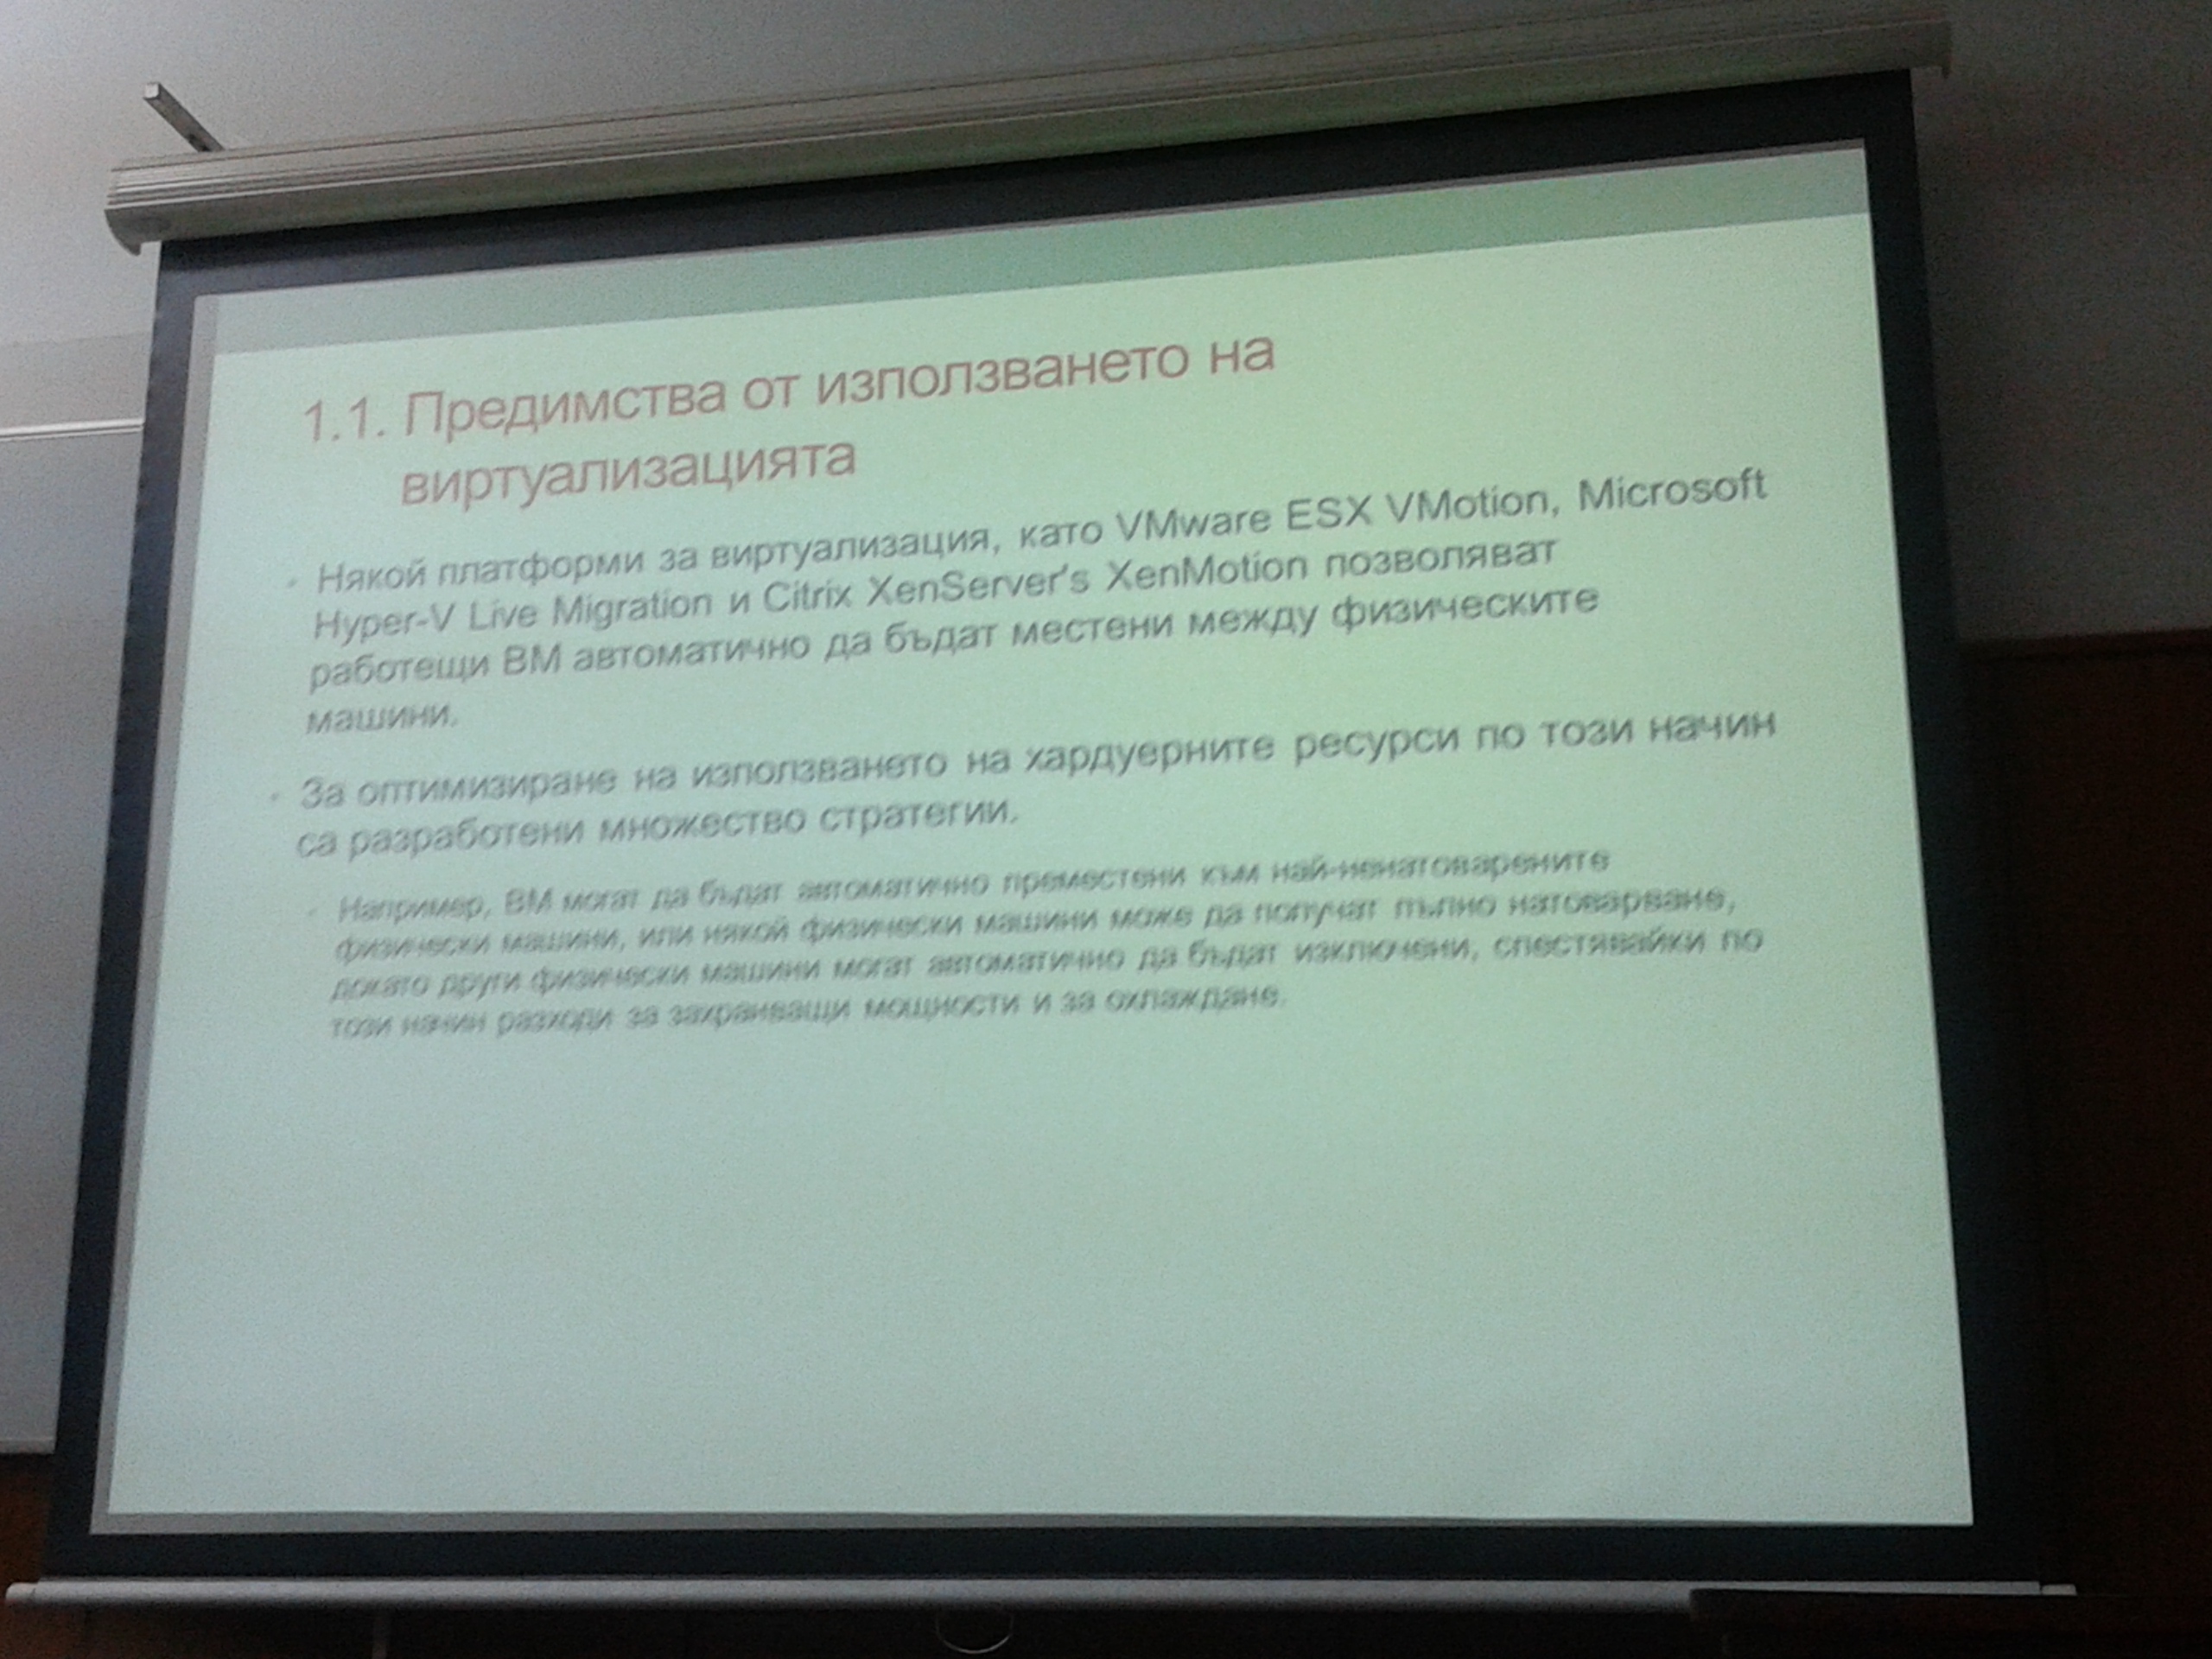 1.1. Предимства от използването на
виртуализацията
Някой платформи за виртуализация, като VMware ESX VMotion, Microsoft
Hyper-V Live Migration и Citrix XenServer's XenMotion позволяват
работещи ВМ автоматично да бъдат местени между физическите
машини.
За оптимизиране на използването на хардуерните ресурси по този начин
са разработени множество стратегии.
Например, ВМ могат да бъдат автоматично преместени към най-ненатоварените
физически машини, или някой физически машини може да получат пълно натоварване,
докато други физически машини могат автоматично да бъдат изключени, спестявайки по
този начин разходи за захранващи мощности и за охлаждане.